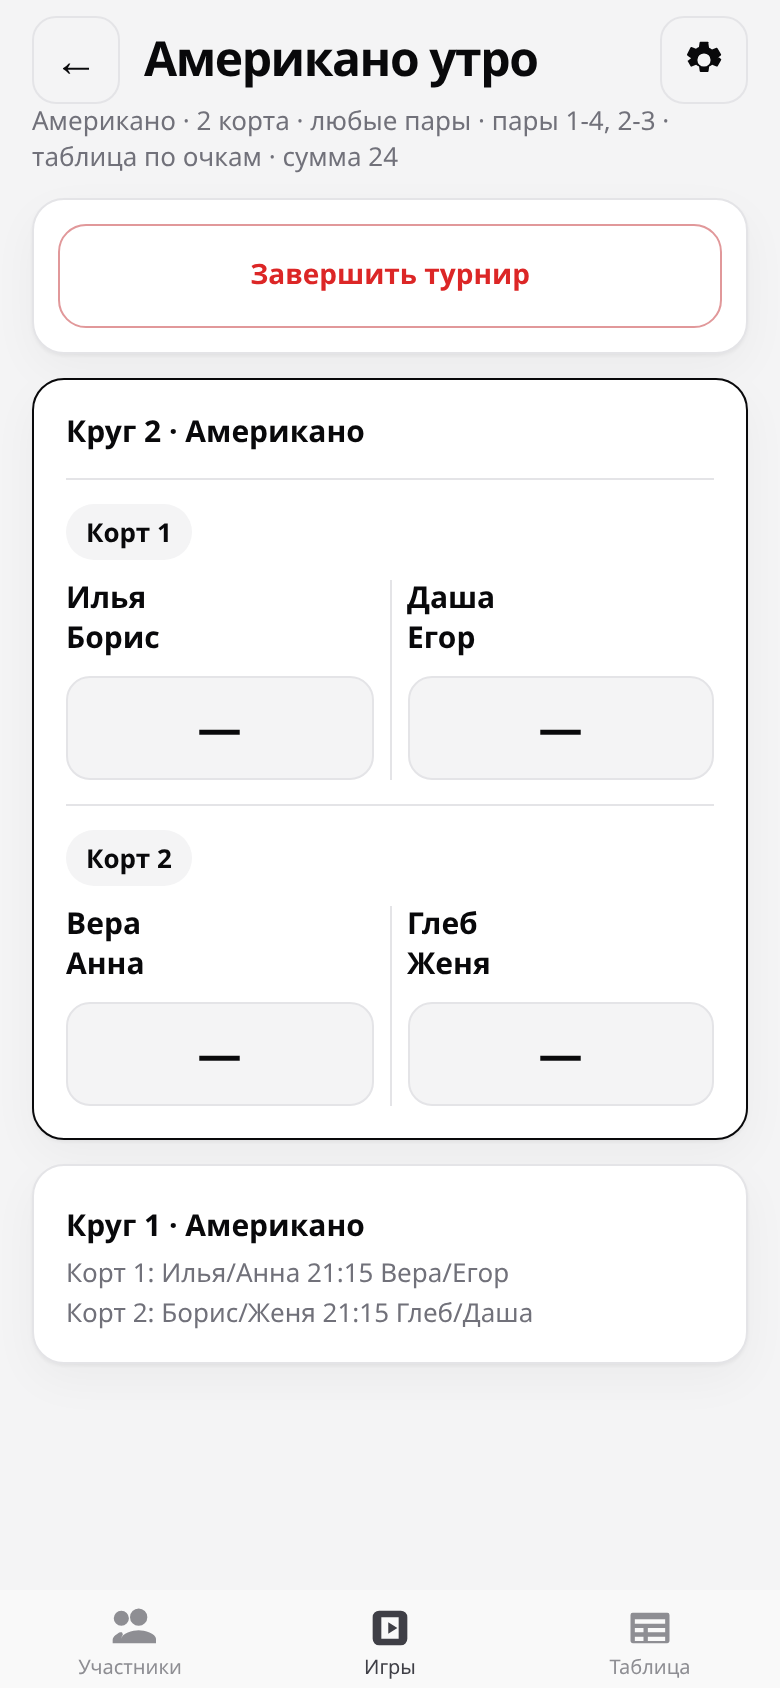 ←
Американо утро
Американо · 2 корта · любые пары · пары 1-4, 2-3 ·
таблица по очкам · сумма 24
Завершить турнир
Круг 2 · Американо
Корт 1
Илья
Борис
Даша
Егор
—
—
Корт 2
Вера
Анна
Глеб
Женя
—
—
Круг 1 · Американо
Корт 1: Илья/Анна 21:15 Вера/Егор
Корт 2: Борис/Женя 21:15 Глеб/Даша
Участники
Игры
Таблица